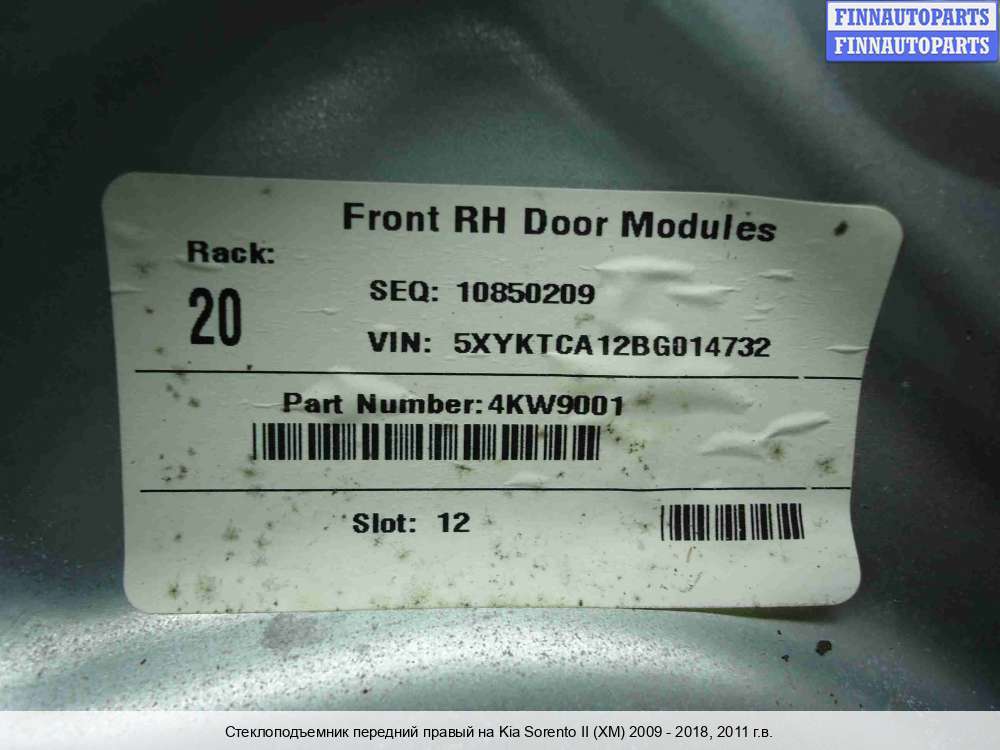 FINNAUTOPARTS
FINNAUTOPARTS
Front RH Door Modules
Rack:
20
SEQ: 10850209
VIN: 5XYKTCA12BG014732
Part Number:4KW9001
Slot: 12
Стеклоподъемник передний правый на Kia Sorento II (XM) 2009 - 2018, 2011 г.в.